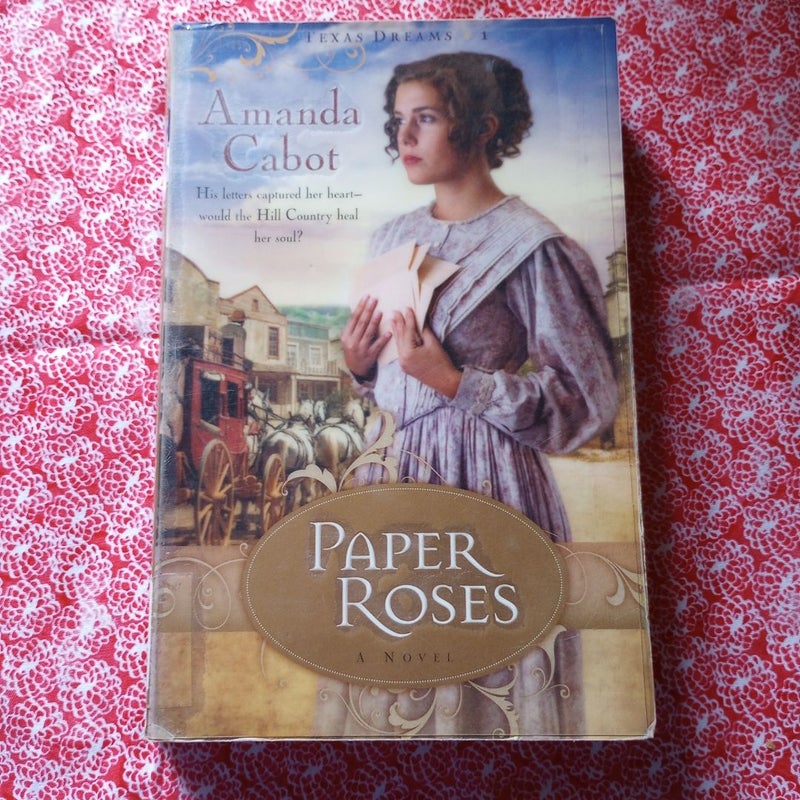 TEXAS DREAMS • 1
Amanda
Cabot
His letters captured her heart—
would the Hill Country heal
her soul?
PAPER
ROSES
A NOVEL